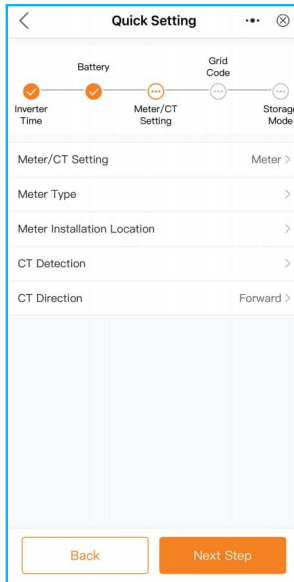 Quick Setting
Battery
Grid
Code
Inverter
Time
Meter/CT
Setting
Storage
Mode
Meter/CT Setting Meter >
Meter Type >
Meter Installation Location >
CT Detection >
CT Direction Forward >
Back Next Step